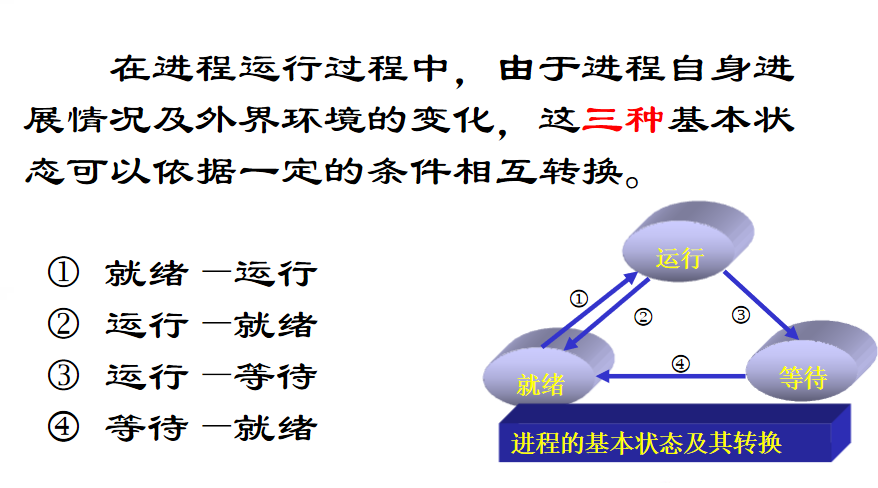 在进程运行过程中，由于进程自身进
展情况及外界环境的变化，这三种基本状
态可以依据一定的条件相互转换。
① 就绪 —运行
② 运行 —就绪
③ 运行 —等待
④ 等待 —就绪
运行
①
②
③
④
就绪
等待
进程的基本状态及其转换